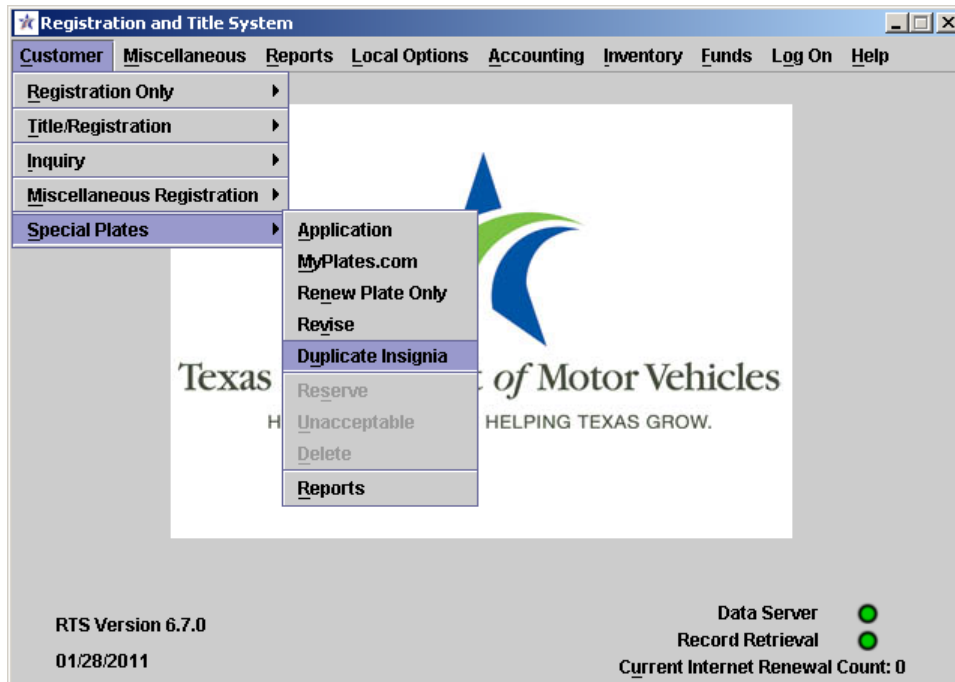 Registration and Title System
Customer Miscellaneous Reports Local Options Accounting Inventory Funds Log On Help
Registration Only
Title/Registration
Inquiry
Miscellaneous Registration
Special Plates
Application
MyPlates.com
Renew Plate Only
Revise
Duplicate Insignia
Reserve
Unacceptable
Delete
Reports
Texas of Motor Vehicles
H HELPING TEXAS GROW.
RTS Version 6.7.0
01/28/2011
Data Server
Record Retrieval
Current Internet Renewal Count: 0